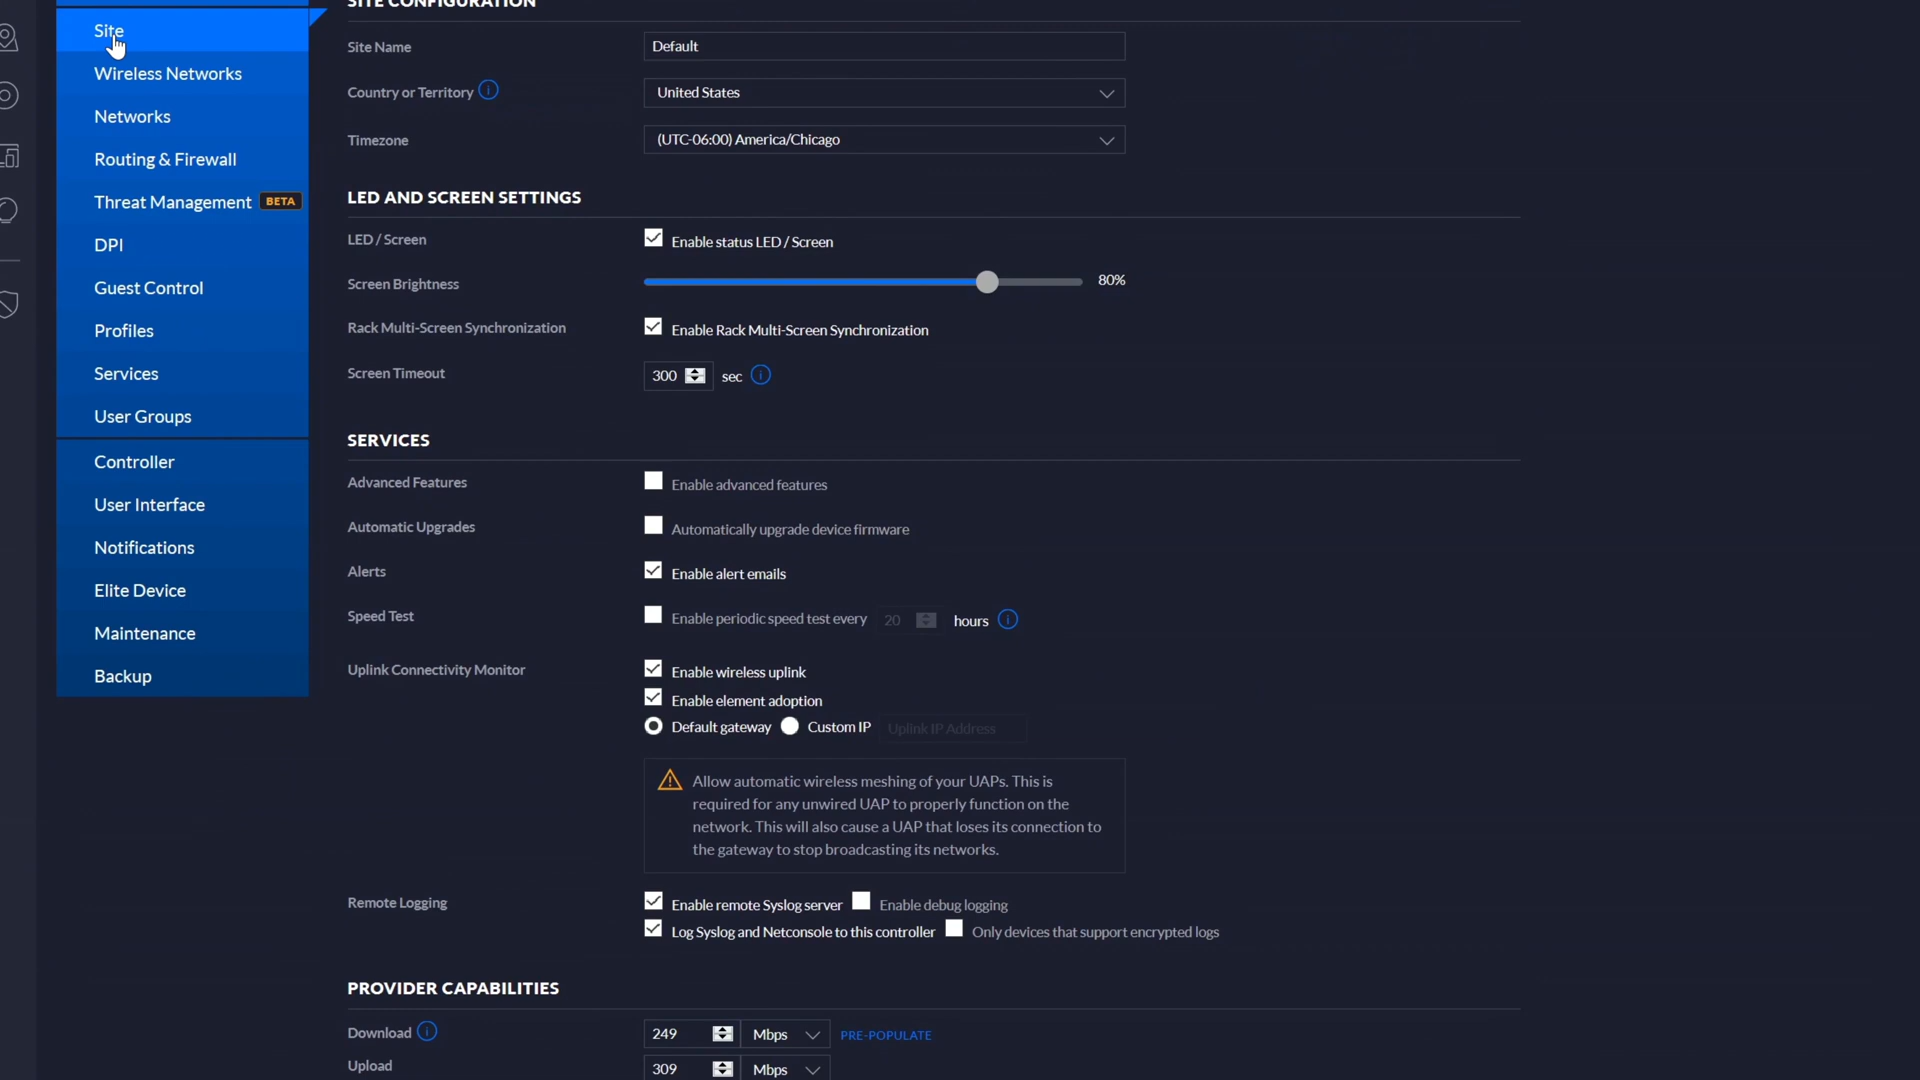 SITE CONFIGURATION
Site
Wireless Networks
Networks
Routing & Firewall
Threat Management BETA
DPI
Guest Control
Profiles
Services
User Groups
Controller
User Interface
Notifications
Elite Device
Maintenance
Backup
Site Name Default
Country or Territory United States
Timezone (UTC-06:00) America/Chicago
LED AND SCREEN SETTINGS
LED / Screen Enable status LED / Screen
Screen Brightness 80%
Rack Multi-Screen Synchronization Enable Rack Multi-Screen Synchronization
Screen Timeout 300 sec
SERVICES
Advanced Features Enable advanced features
Automatic Upgrades Automatically upgrade device firmware
Alerts Enable alert emails
Speed Test Enable periodic speed test every 20 hours
Uplink Connectivity Monitor Enable wireless uplink
Enable element adoption
Default gateway Custom IP Uplink IP Address
Allow automatic wireless meshing of your UAPs. This is
required for any unwired UAP to properly function on the
network. This will also cause a UAP that loses its connection to
the gateway to stop broadcasting its networks.
Remote Logging Enable remote Syslog server Enable debug logging
Log Syslog and Netconsole to this controller Only devices that support encrypted logs
PROVIDER CAPABILITIES
Download 249 Mbps PRE-POPULATE
Upload 309 Mbps